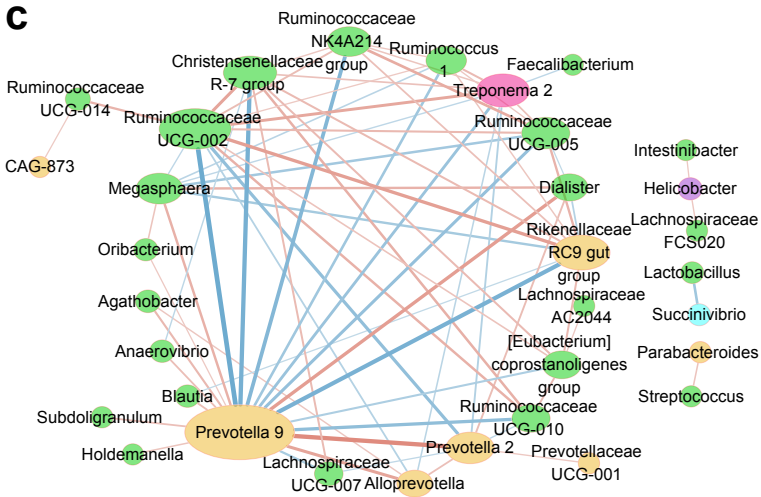 c
Ruminococcaceae
NK4A214
group
Ruminococcus
1
Christensenellaceae
R-7 group
Faecalibacterium
Treponema 2
Ruminococcaceae
UCG-014
Ruminococcaceae
UCG-002
Ruminococcaceae
UCG-005
CAG-873
Megasphaera
Dialister
Intestinibacter
Helicobacter
Lachnospiraceae
FCS020
Rikenellaceae
RC9 gut
group
Oribacterium
Lactobacillus
Succinivibrio
Agathobacter
Lachnospiraceae
AC2044
Anaerovibrio
[Eubacterium]
coprostanoligenes
group
Parabacteroides
Streptococcus
Blautia
Subdoligranulum
Ruminococcaceae
UCG-010
Prevotella 9
Prevotella 2
Holdemanella
Prevotellaceae
UCG-001
Lachnospiraceae
UCG-007
Alloprevotella